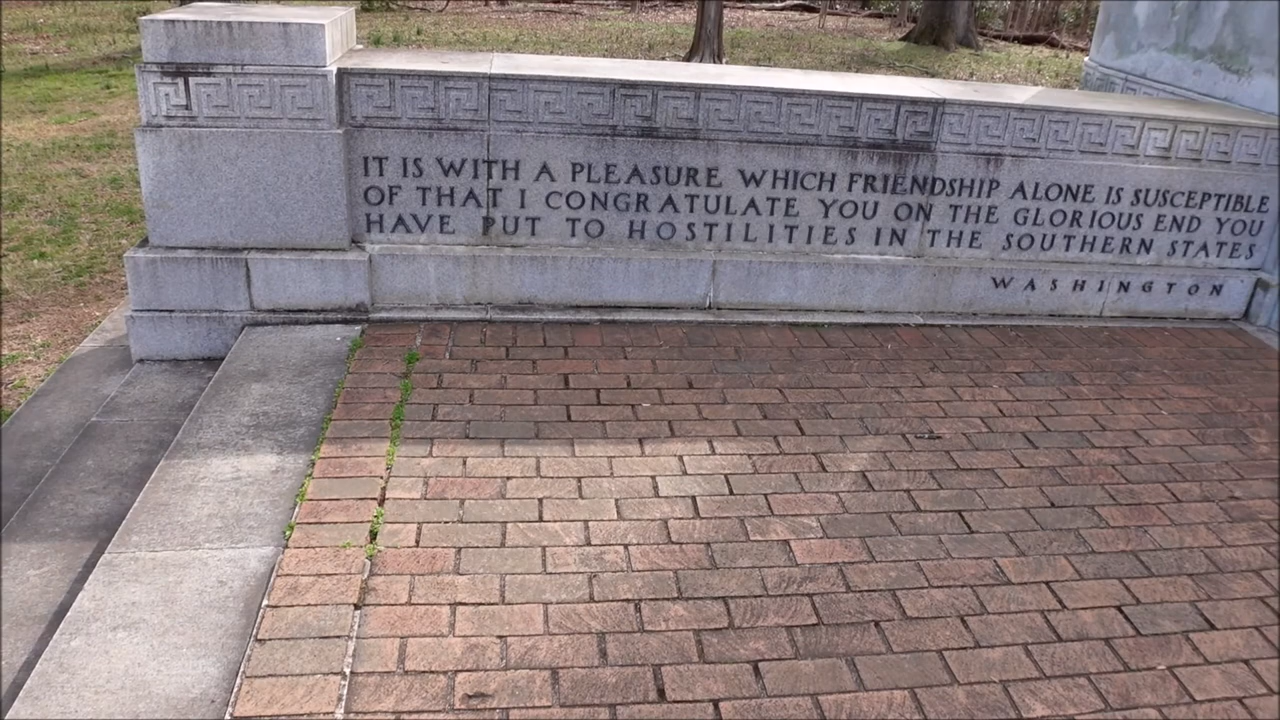 IT IS WITH A PLEASURE WHICH FRIENDSHIP ALONE IS SUSCEPTIBLE
OF THAT I CONGRATULATE YOU ON THE GLORIOUS END YOU
HAVE PUT TO HOSTILITIES IN THE SOUTHERN STATES
WASHINGTON